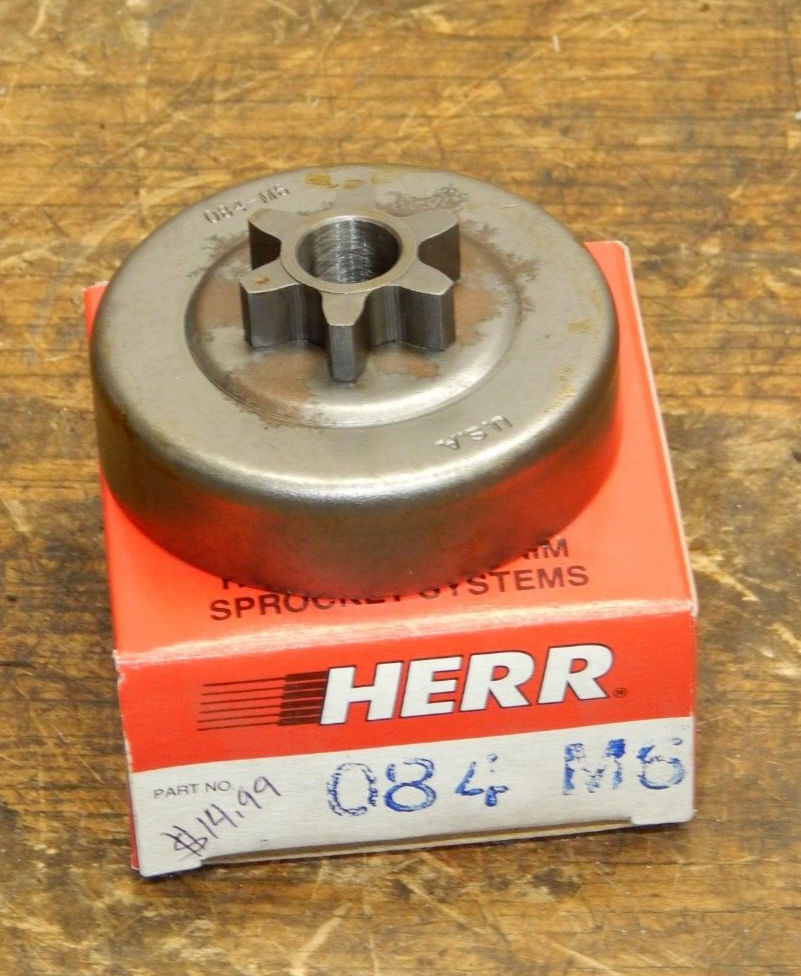 084-M6
U.S.A.
SPROCKET SYSTEMS
HERR®
PART NO.
$14.99
084 M6